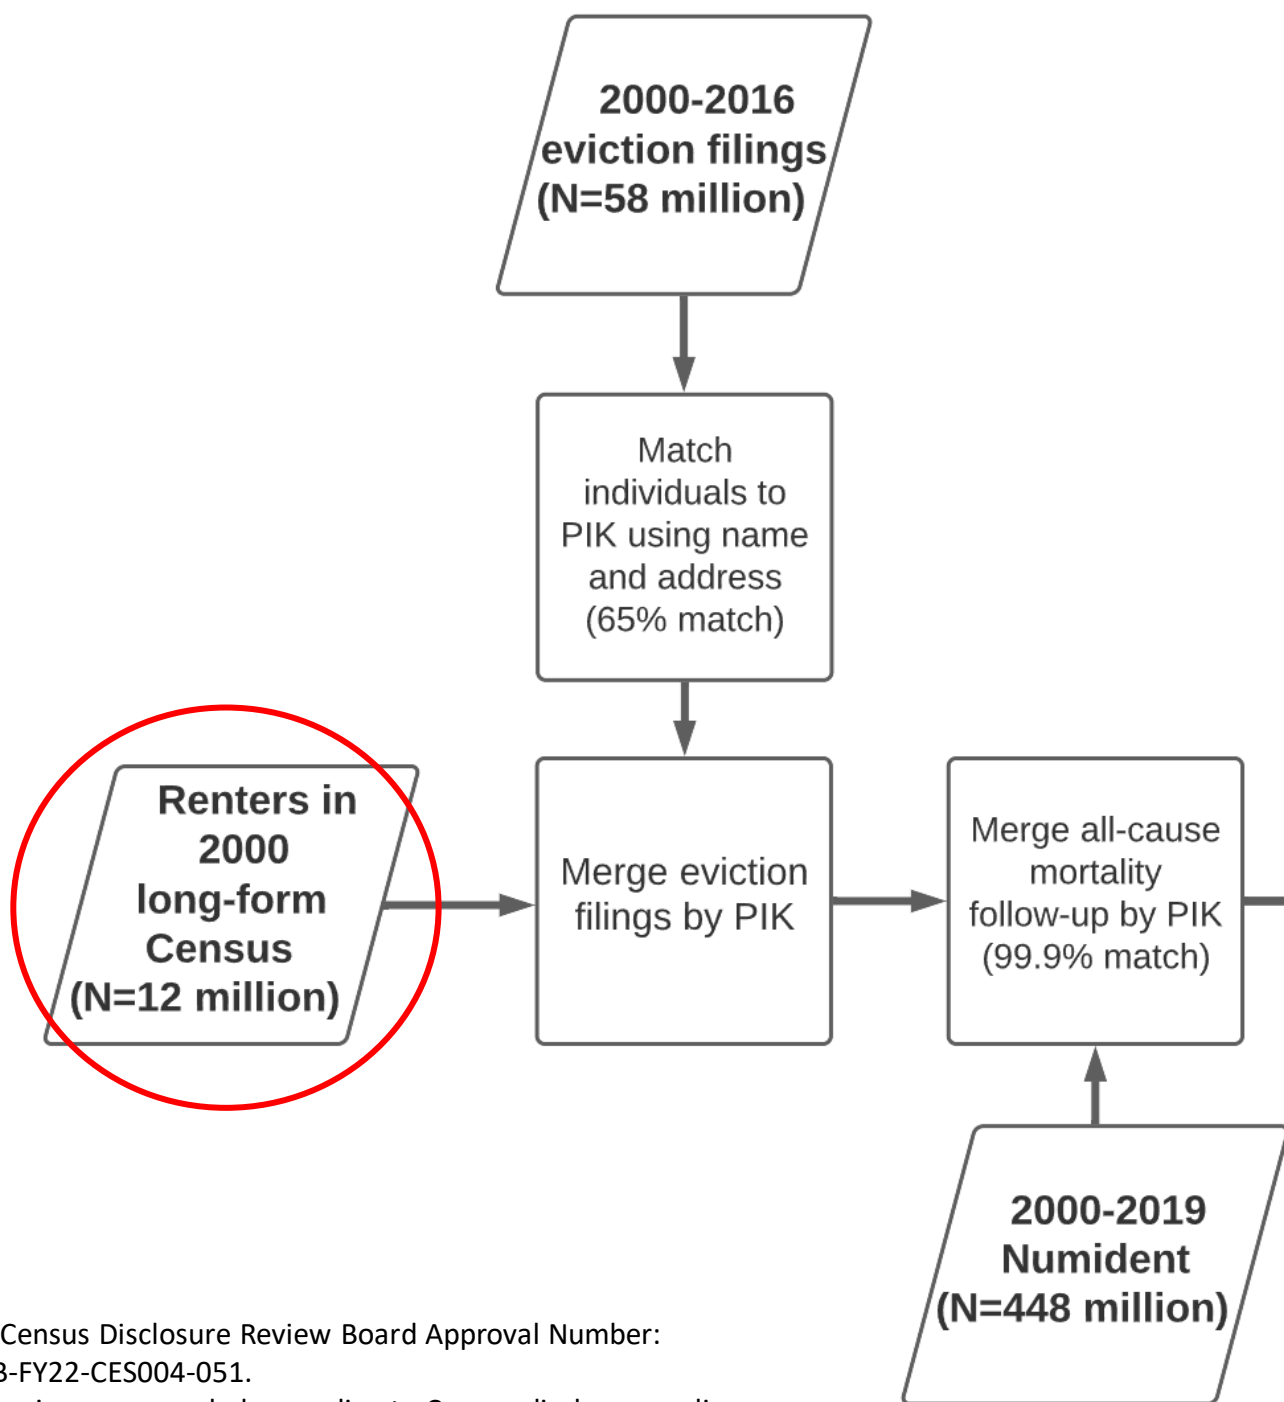 2000-2016
eviction filings
(N=58 million)
Match
individuals to
PIK using name
and address
(65% match)
Renters in
2000
long-form
Census
(N=12 million)
Merge eviction
filings by PIK
Merge all-cause
mortality
follow-up by PIK
(99.9% match)
2000-2019
Numident
(N=448 million)
Census Disclosure Review Board Approval Number:
-FY22-CES004-051.